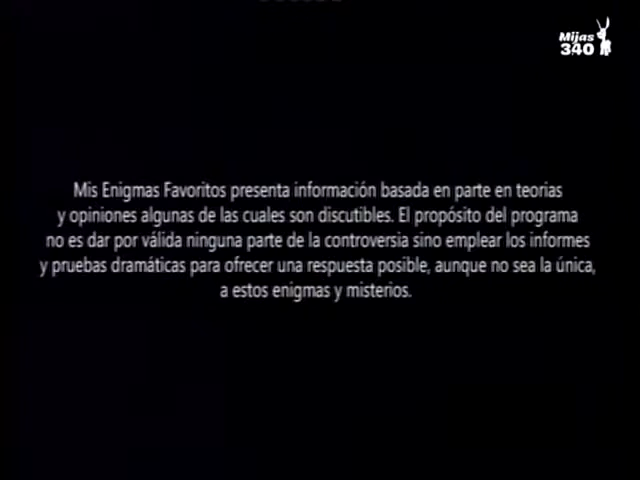 Mijas
340
Mis Enigmas Favoritos presenta información basada en parte en teorias
y opiniones algunas de las cuales son discutibles. El propósito del programa
no es dar por válida ninguna parte de la controversia sino emplear los informes
y pruebas dramáticas para ofrecer una respuesta posible, aunque no sea la única,
a estos enigmas y misterios.